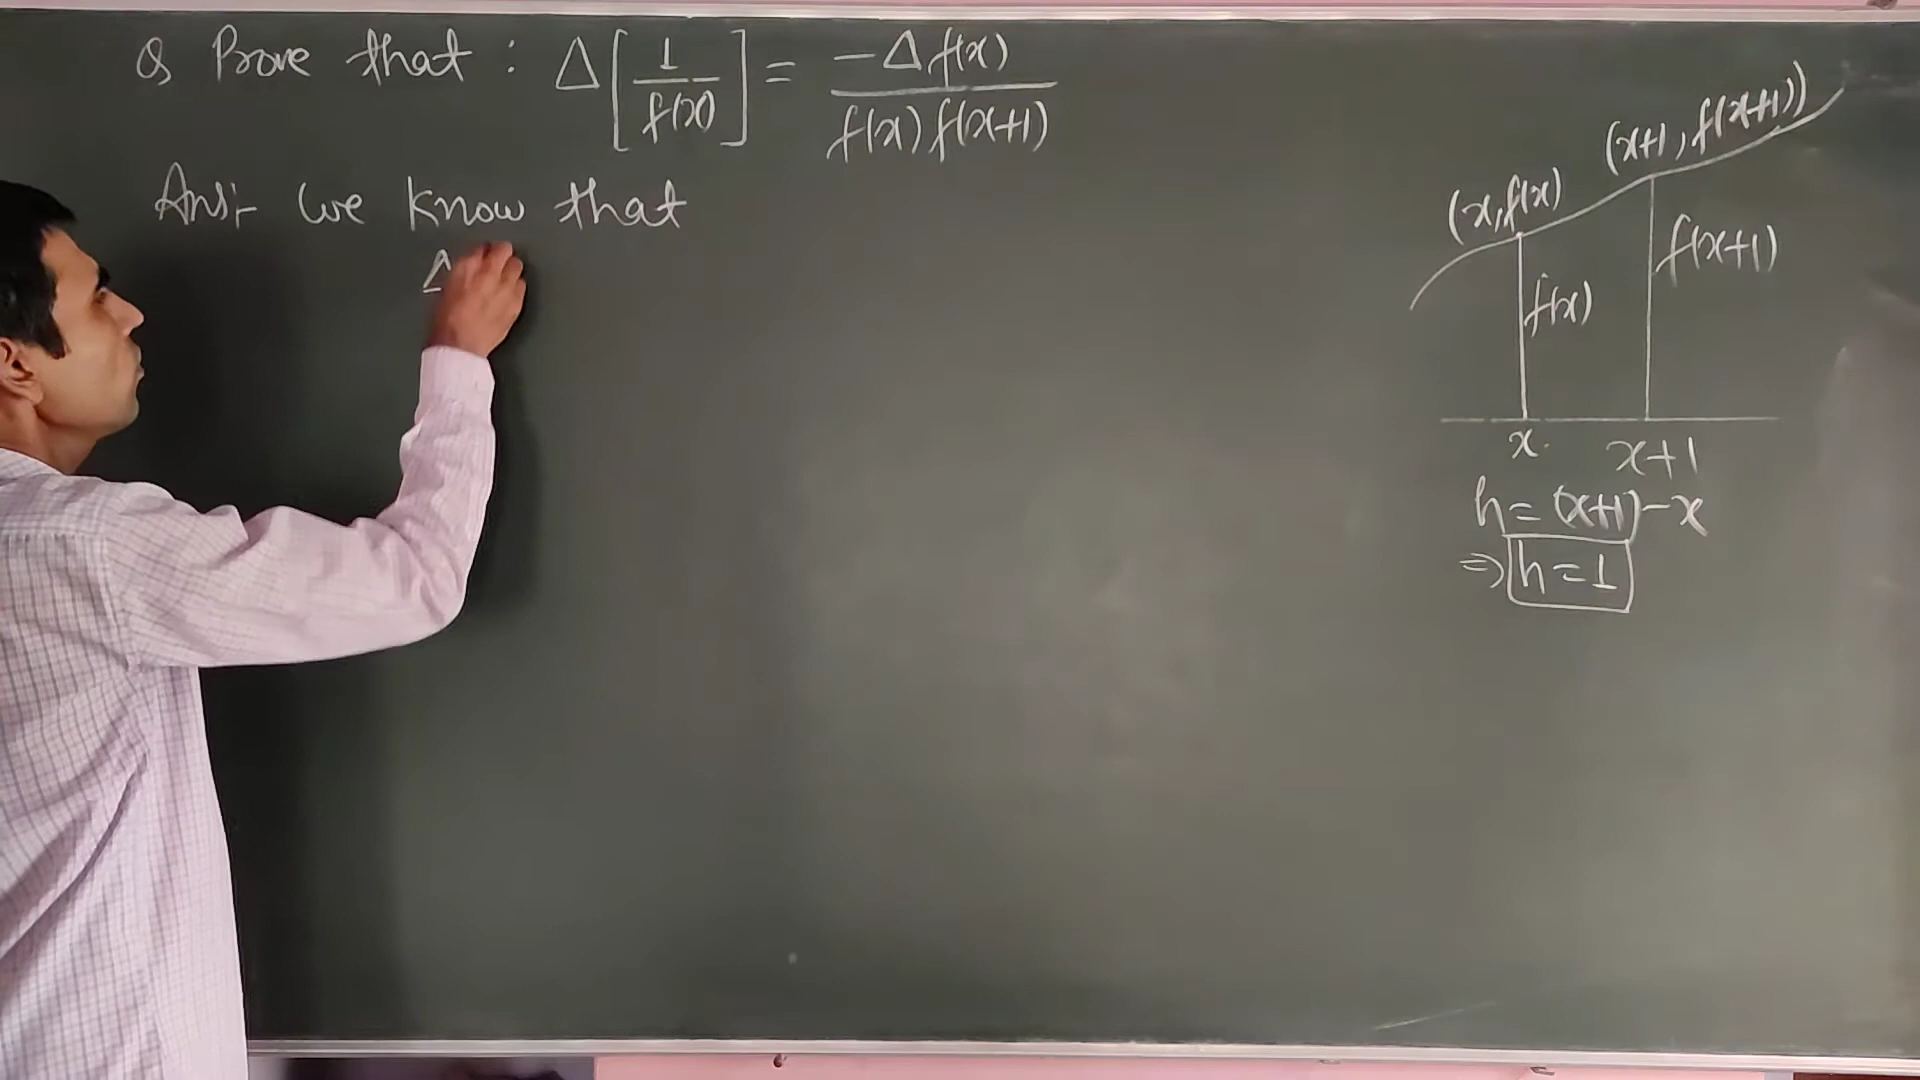 Q Prove that : Δ[1/f(x)] = -Δf(x)/f(x)f(x+1)
Ans:- We know that
Δ
(x, f(x)
(x+1, f(x+1))
f(x)
f(x+1)
x
x+1
h = (x+1) - x
⇒ h = 1